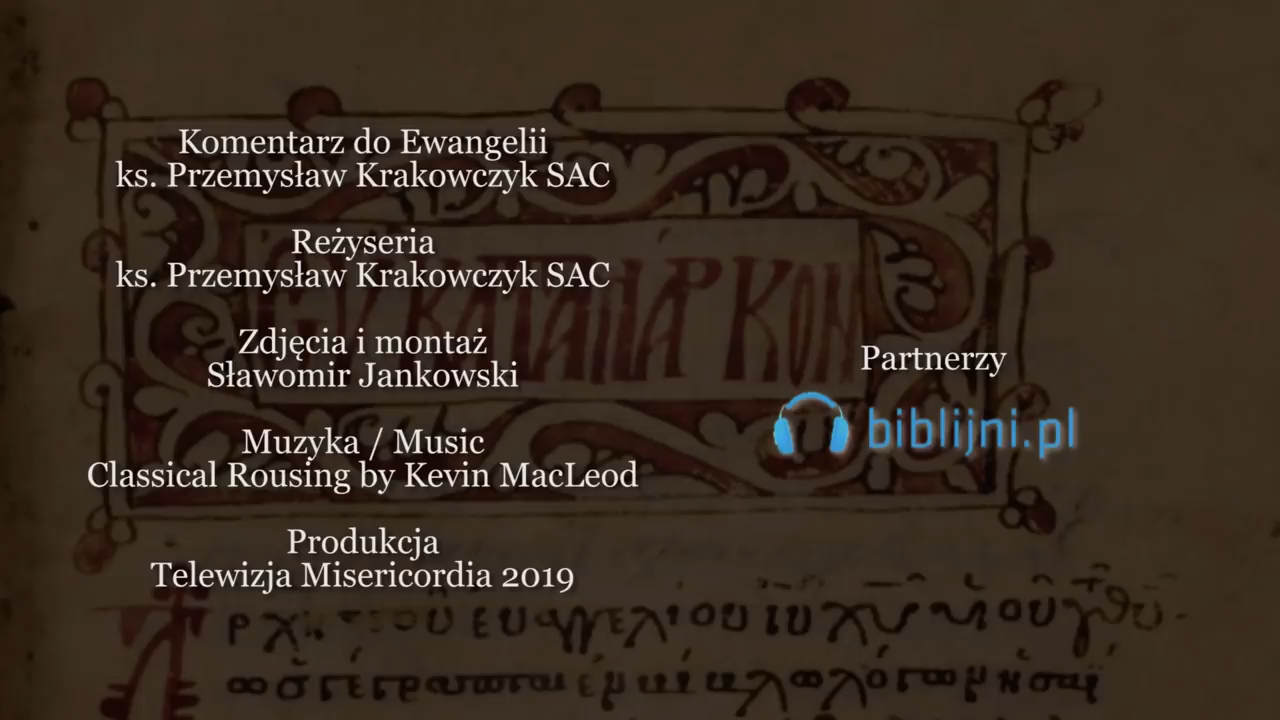 Komentarz do Ewangelii
ks. Przemysław Krakowczyk SAC
Reżyseria
ks. Przemysław Krakowczyk SAC
Zdjęcia i montaż
Sławomir Jankowski
Muzyka / Music
Classical Rousing by Kevin MacLeod
Produkcja
Telewizja Misericordia 2019
Partnerzy
biblijni.pl